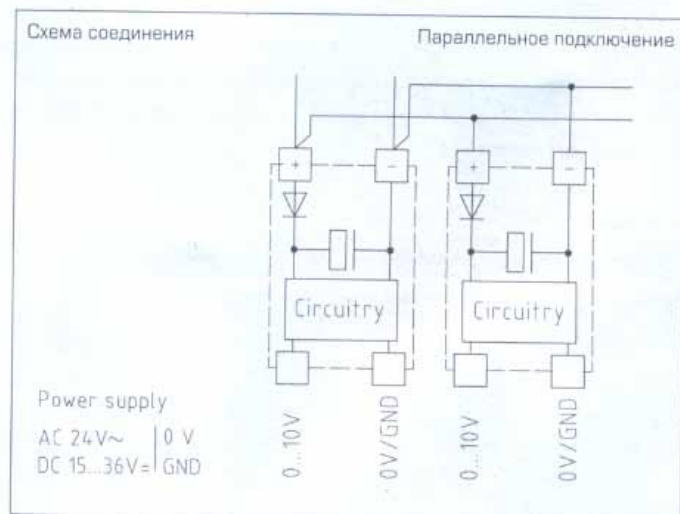 Схема соединения
Параллельное подключение
+ - + -
Circuitry Circuitry
Power supply
AC 24V~ 0 V
DC 15...36V= GND
0...10V
0V/GND
0...10V
0V/GND